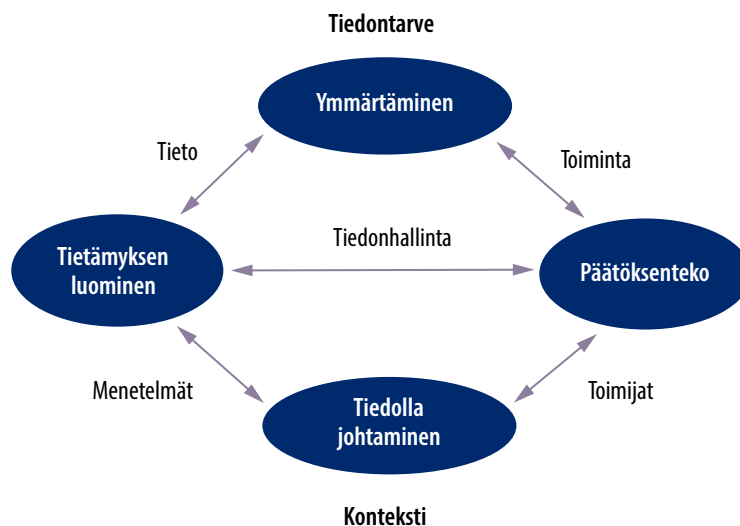 Tiedontarve
Ymmärtäminen
Tieto
Toiminta
Tiedonhallinta
Tietämyksen
luominen
Päätöksenteko
Menetelmät
Toimijat
Tiedolla
johtaminen
Konteksti